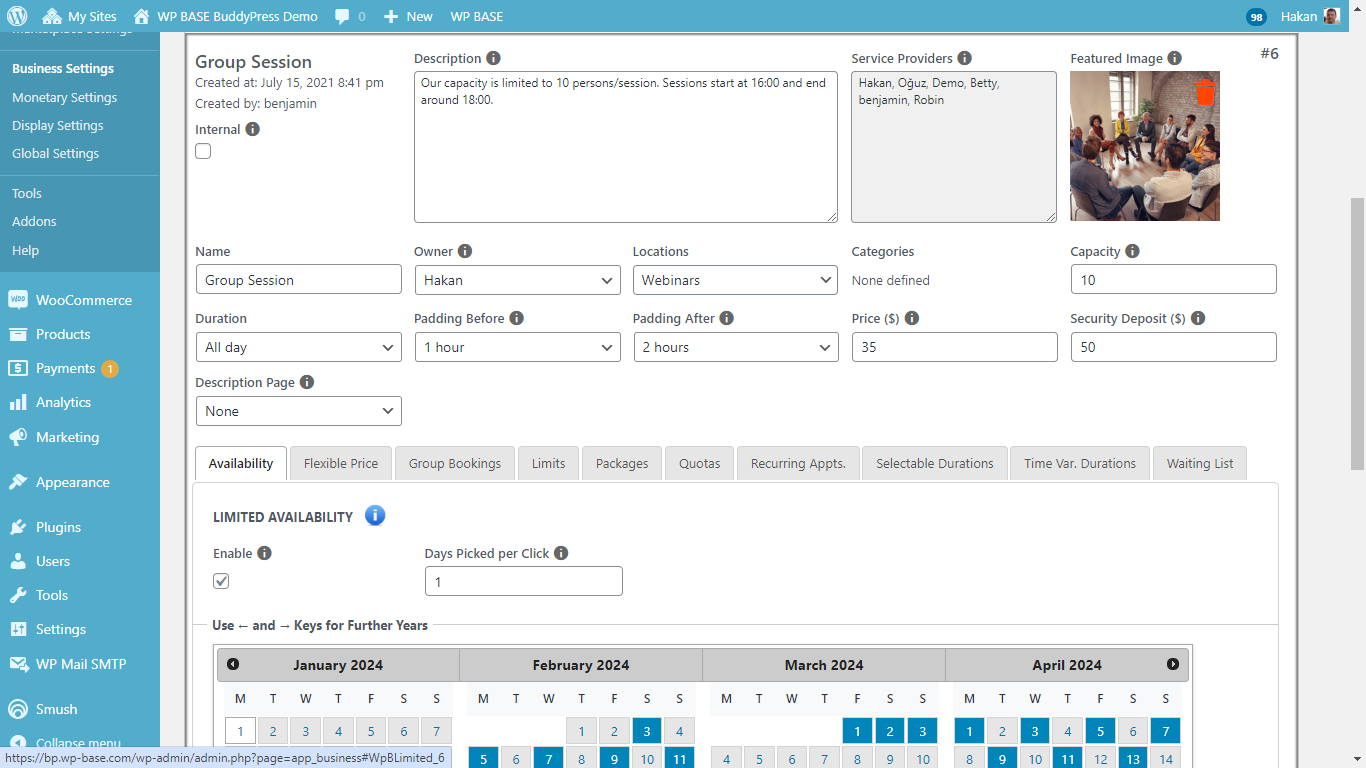 My Sites
WP BASE BuddyPress Demo
0
New
WP BASE
98
Hakan
Marketplace Settings
Business Settings
Monetary Settings
Display Settings
Global Settings
Tools
Addons
Help
WooCommerce
Products
Payments 1
Analytics
Marketing
Appearance
Plugins
Users
Tools
Settings
WP Mail SMTP
Smush
Collapse menu
Group Session
Created at: July 15, 2021 8:41 pm
Created by: benjamin
Internal
Description
Our capacity is limited to 10 persons/session. Sessions start at 16:00 and end
around 18:00.
Service Providers
Hakan, Oğuz, Demo, Betty,
benjamin, Robin
Featured Image
#6
Name
Group Session
Owner
Hakan
Locations
Webinars
Categories
None defined
Capacity
10
Duration
All day
Padding Before
1 hour
Padding After
2 hours
Price ($)
35
Security Deposit ($)
50
Description Page
None
Availability
Flexible Price
Group Bookings
Limits
Packages
Quotas
Recurring Appts.
Selectable Durations
Time Var. Durations
Waiting List
LIMITED AVAILABILITY
Enable
Days Picked per Click
1
Use ← and → Keys for Further Years
January 2024
M T W T F S S
1 2 3 4 5 6 7
February 2024
M T W T F S S
1 2 3 4
5 6 7 8 9 10 11
March 2024
M T W T F S S
1 2 3
4 5 6 7 8 9 10
April 2024
M T W T F S S
1 2 3 4 5 6 7
8 9 10 11 12 13 14
https://bp.wp-base.com/wp-admin/admin.php?page=app_business#WpBLimited_6